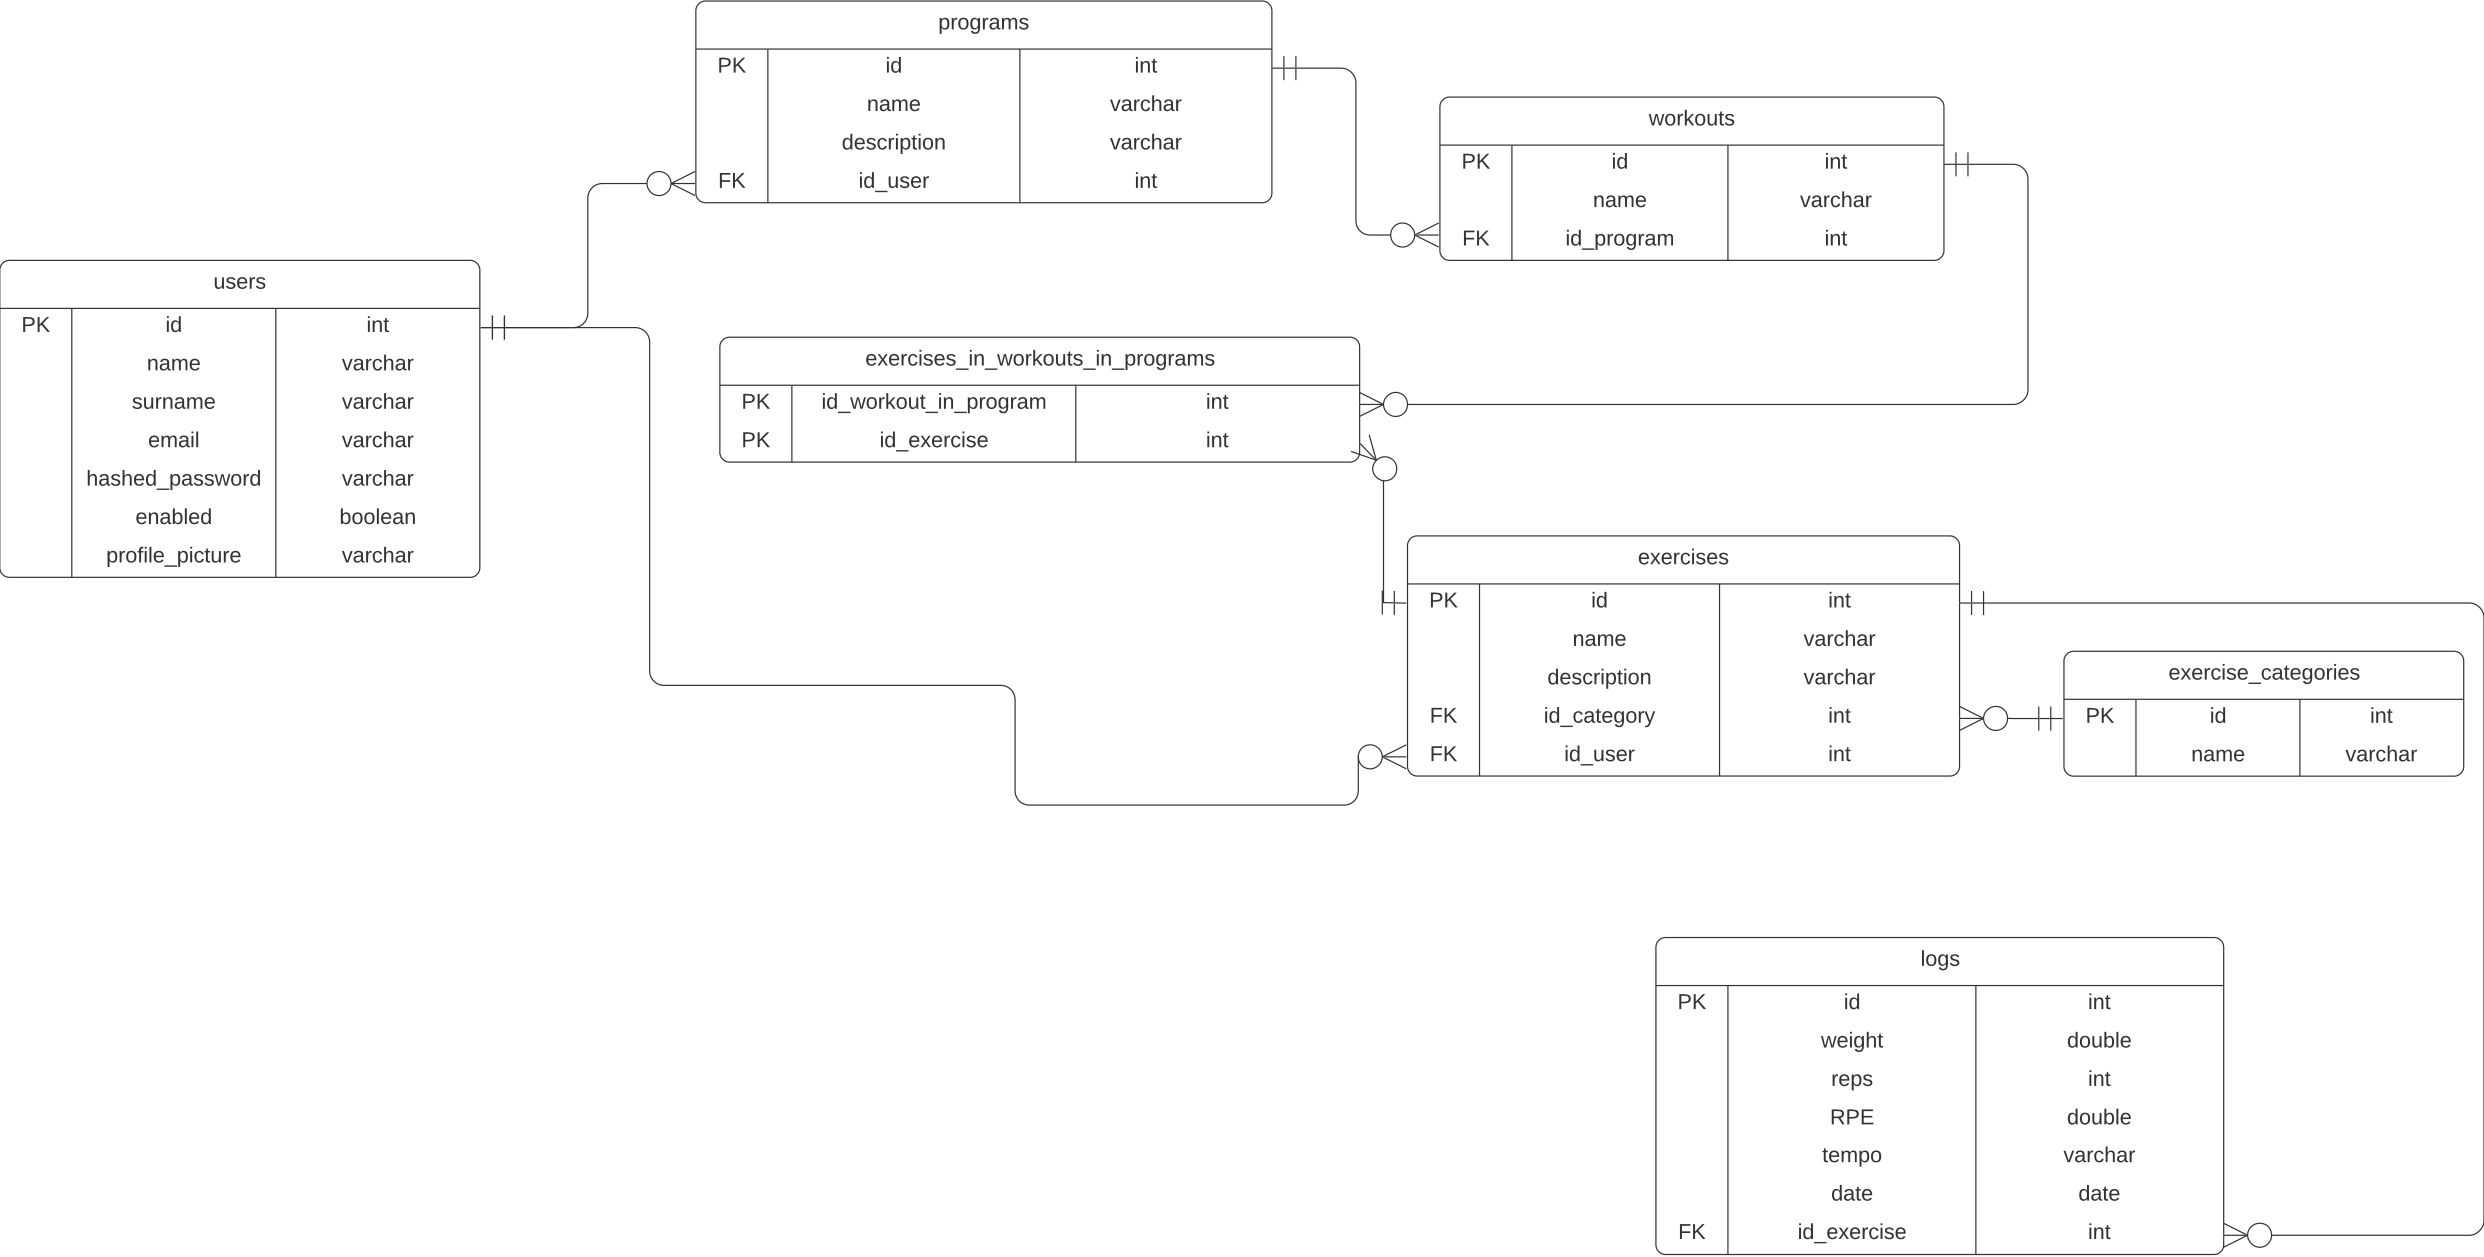 programs
PK id int
name varchar
description varchar
FK id_user int
workouts
PK id int
name varchar
FK id_program int
users
PK id int
name varchar
surname varchar
email varchar
hashed_password varchar
enabled boolean
profile_picture varchar
exercises_in_workouts_in_programs
PK id_workout_in_program int
PK id_exercise int
exercises
PK id int
name varchar
description varchar
FK id_category int
FK id_user int
exercise_categories
PK id int
name varchar
logs
PK id int
weight double
reps int
RPE double
tempo varchar
date date
FK id_exercise int